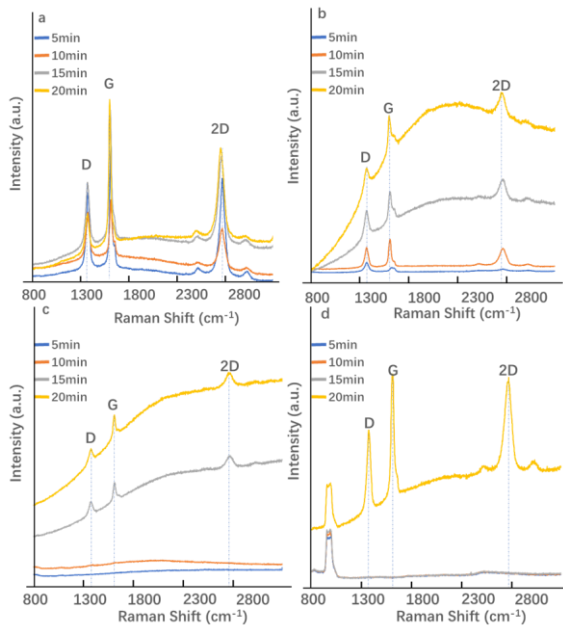 a
5min
10min
15min
20min
D
G
2D
Intensity (a.u.)
800 1300 1800 2300 2800
Raman Shift (cm⁻¹)
b
5min
10min
15min
20min
D
G
2D
Intensity (a.u.)
800 1300 1800 2300 2800
Raman Shift (cm⁻¹)
c
5min
10min
15min
20min
D
G
2D
Intensity (a.u.)
800 1300 1800 2300 2800
Raman Shift (cm⁻¹)
d
5min
10min
15min
20min
D
G
2D
Intensity (a.u.)
800 1300 1800 2300 2800
Raman Shift (cm⁻¹)